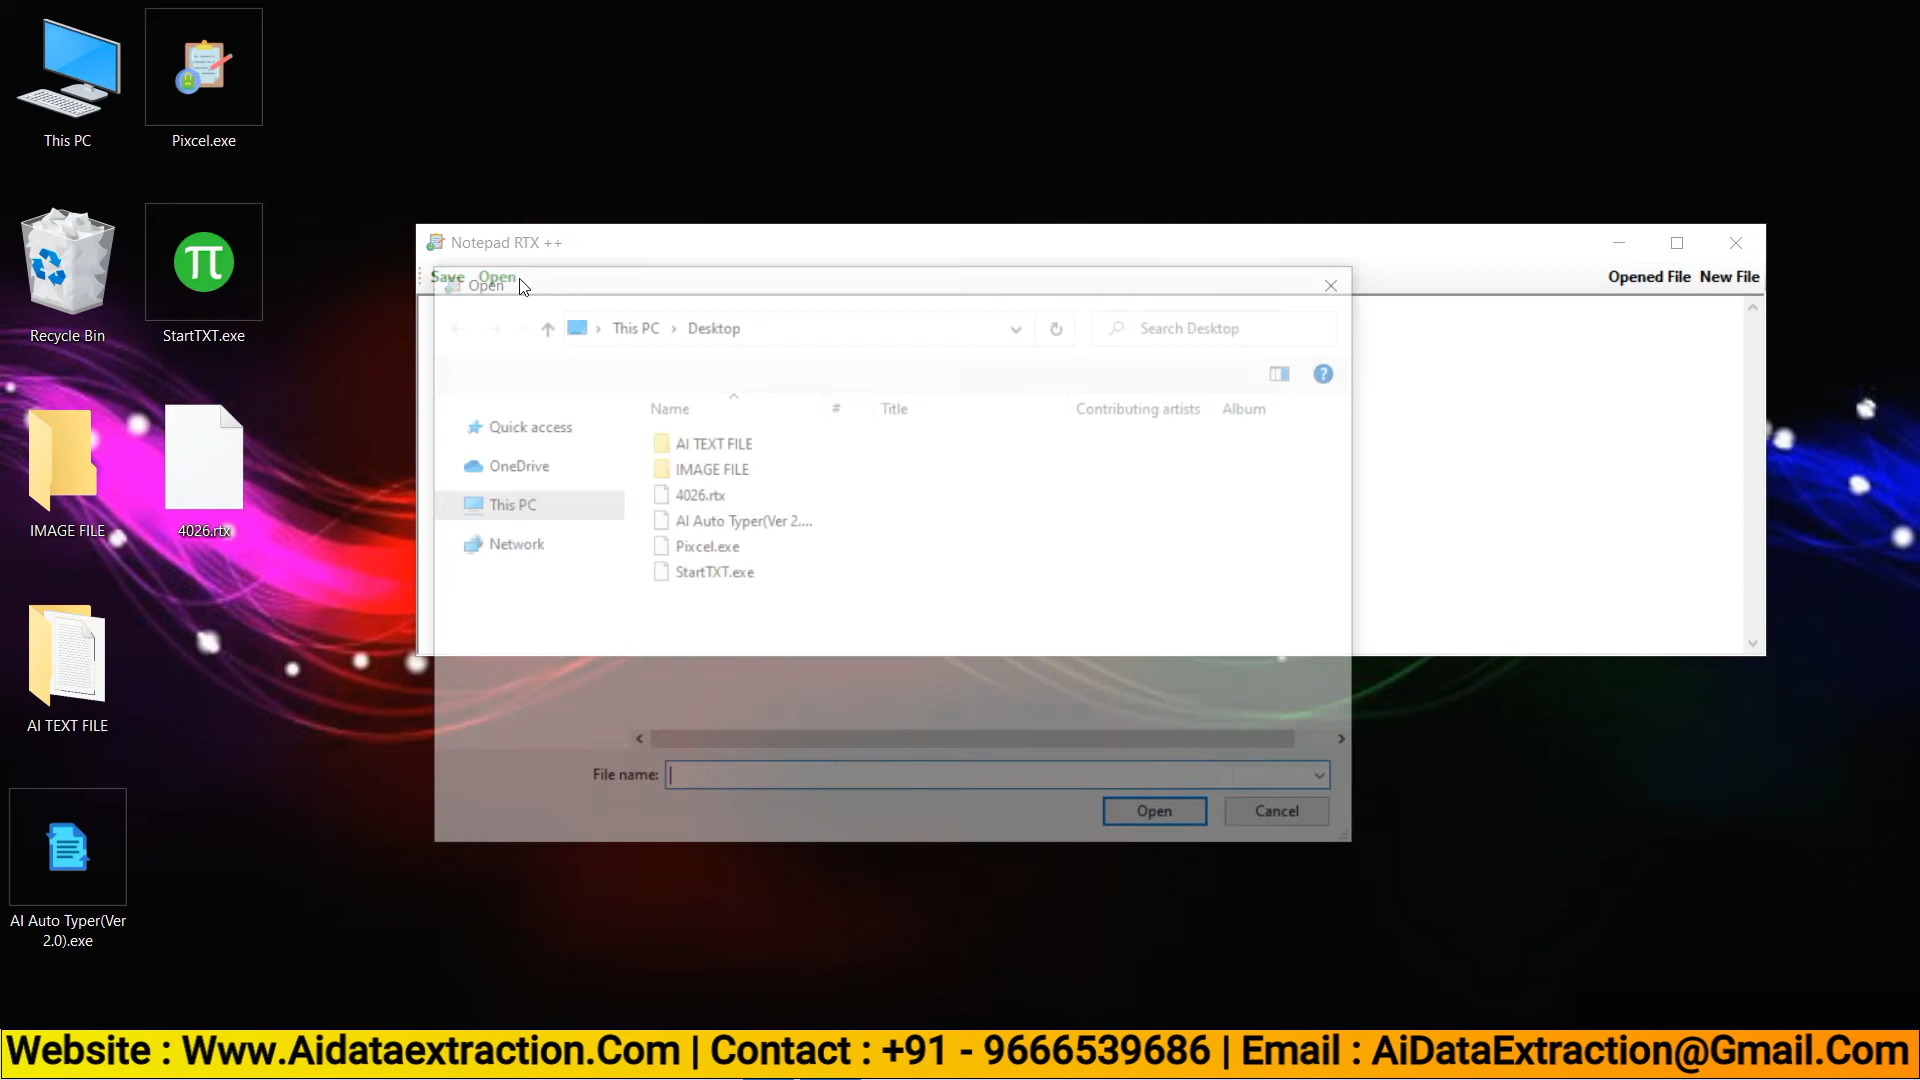 This PC
Pixcel.exe
Recycle Bin
StartTXT.exe
IMAGE FILE
4026.rtx
AI TEXT FILE
AI Auto Typer(Ver
2.0).exe
Notepad RTX ++
Save Open
Opened File New File
Open
This PC Desktop
Search Desktop
Name # Title Contributing artists Album
Quick access
OneDrive
This PC
Network
AI TEXT FILE
IMAGE FILE
4026.rtx
AI Auto Typer(Ver 2....
Pixcel.exe
StartTXT.exe
File name:
Open Cancel
Website : Www.Aidataextraction.Com | Contact : +91 - 9666539686 | Email : AiDataExtraction@Gmail.Com